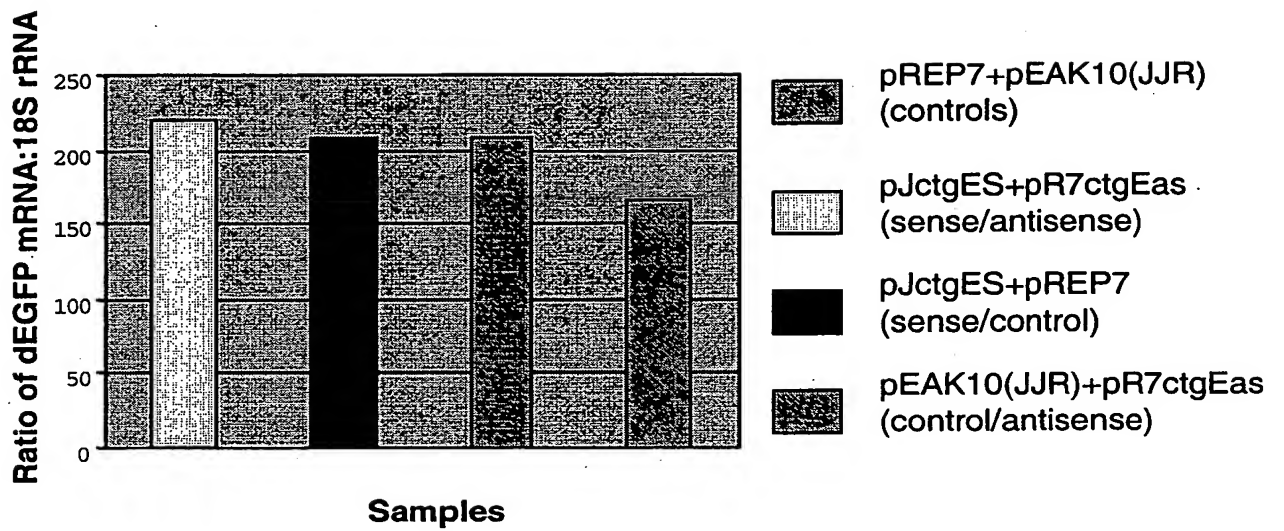 Ratio of dEGFP mRNA:18S rRNA
250
200
150
100
50
0
Samples
pREP7+pEAK10(JJR)
(controls)
pJctgES+pR7ctgEas
(sense/antisense)
pJctgES+pREP7
(sense/control)
pEAK10(JJR)+pR7ctgEas
(control/antisense)